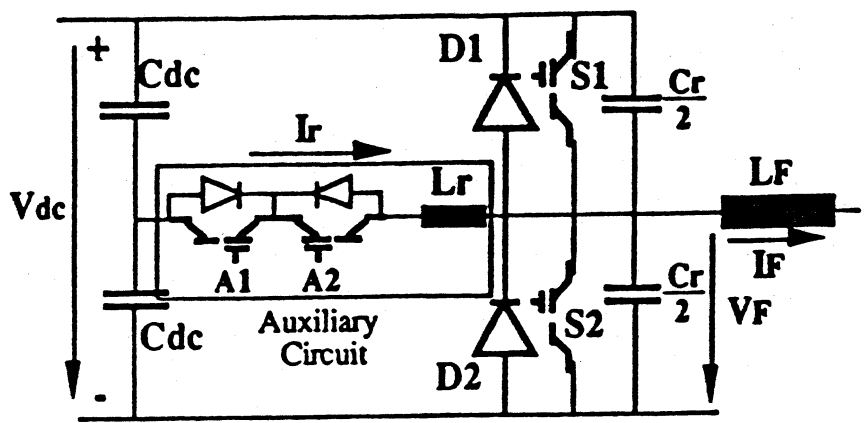 +
Cdc
D1
S1
Cr
2
Ir
Vdc
Lr
LF
A1
A2
IF
Cdc
Auxiliary
Circuit
D2
S2
Cr
2
VF
-